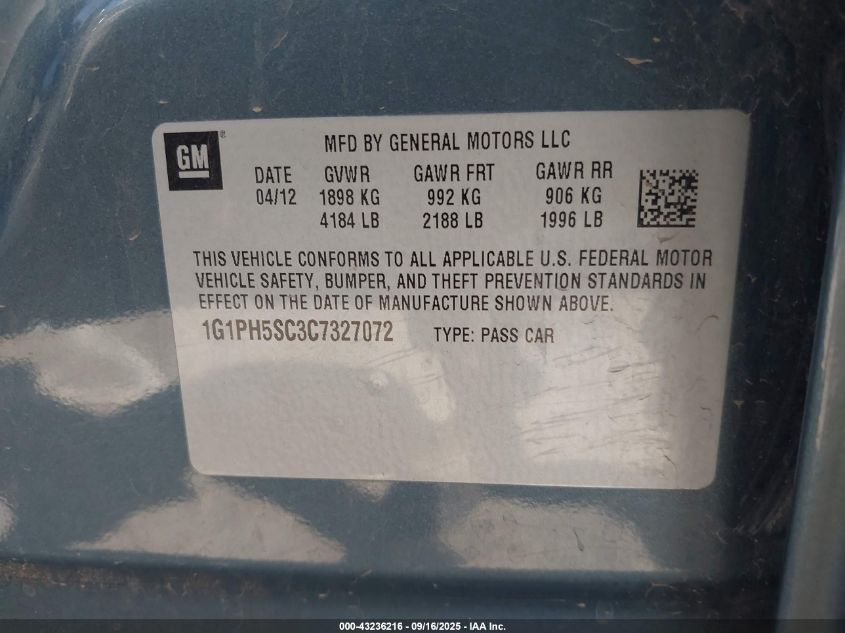 GM®
MFD BY GENERAL MOTORS LLC
DATE GVWR GAWR FRT GAWR RR
04/12 1898 KG 992 KG 906 KG
4184 LB 2188 LB 1996 LB
THIS VEHICLE CONFORMS TO ALL APPLICABLE U.S. FEDERAL MOTOR
VEHICLE SAFETY, BUMPER, AND THEFT PREVENTION STANDARDS IN
EFFECT ON THE DATE OF MANUFACTURE SHOWN ABOVE.
1G1PH5SC3C7327072 TYPE: PASS CAR
000-43236216 - 09/16/2025 - IAA Inc.